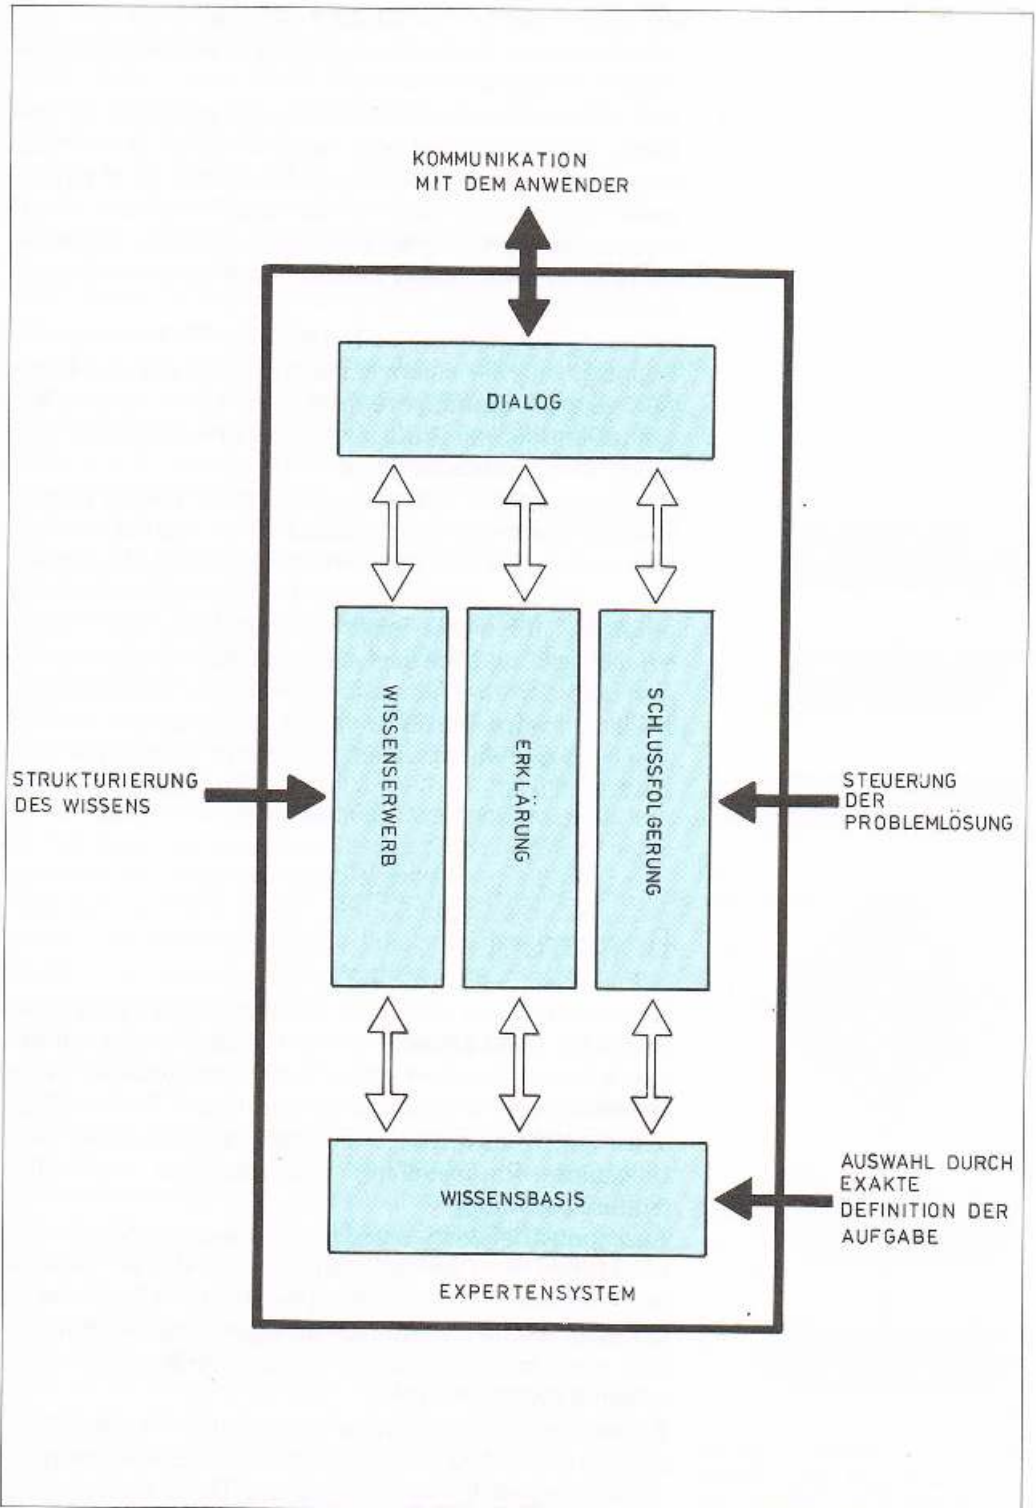 KOMMUNIKATION
MIT DEM ANWENDER
DIALOG
WISSENSERWERB
ERKLÄRUNG
SCHLUSSFOLGERUNG
STRUKTURIERUNG
DES WISSENS
STEUERUNG
DER
PROBLEMLÖSUNG
WISSENSBASIS
AUSWAHL DURCH
EXAKTE
DEFINITION DER
AUFGABE
EXPERTENSYSTEM